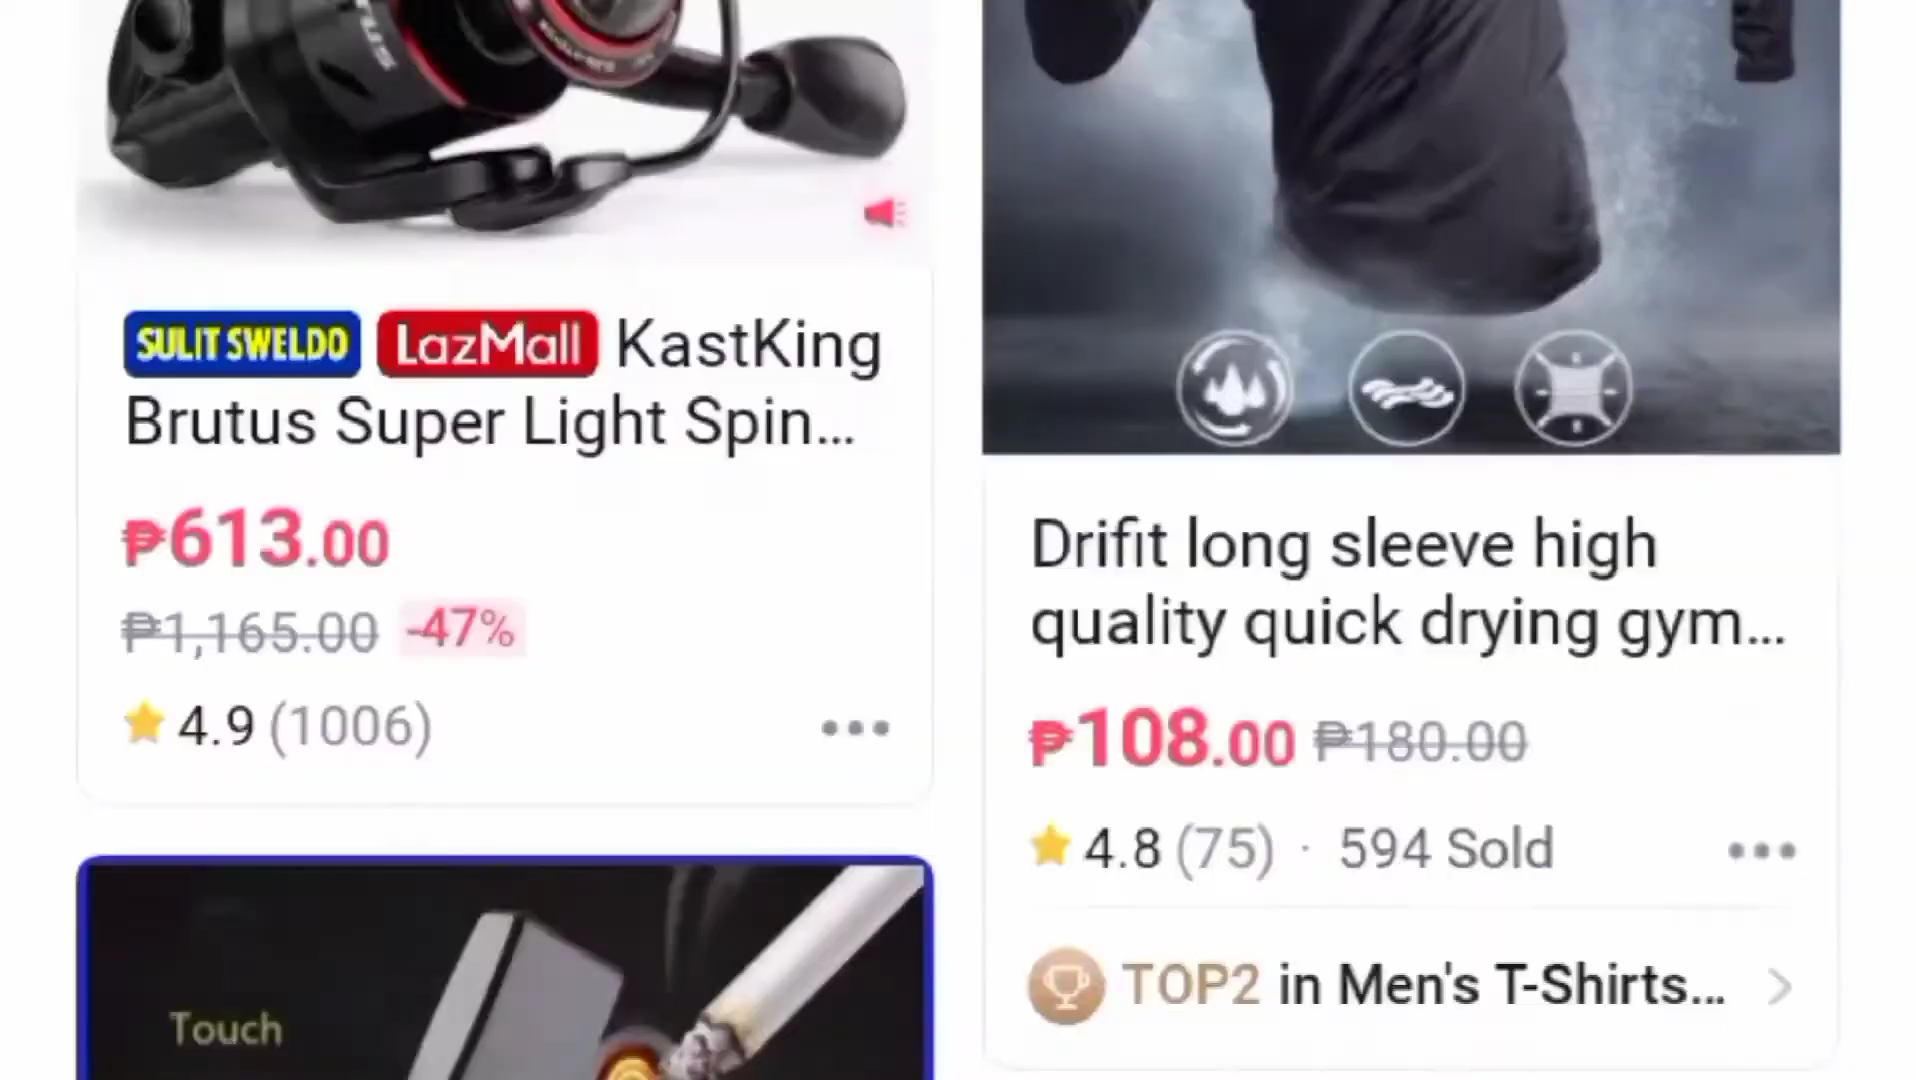 SULIT SWELDO LazMall KastKing
Brutus Super Light Spin...
₱613.00
₱1,165.00 -47%
4.9 (1006)
Touch
Drifit long sleeve high
quality quick drying gym...
₱108.00 ₱180.00
4.8 (75) · 594 Sold
TOP2 in Men's T-Shirts...